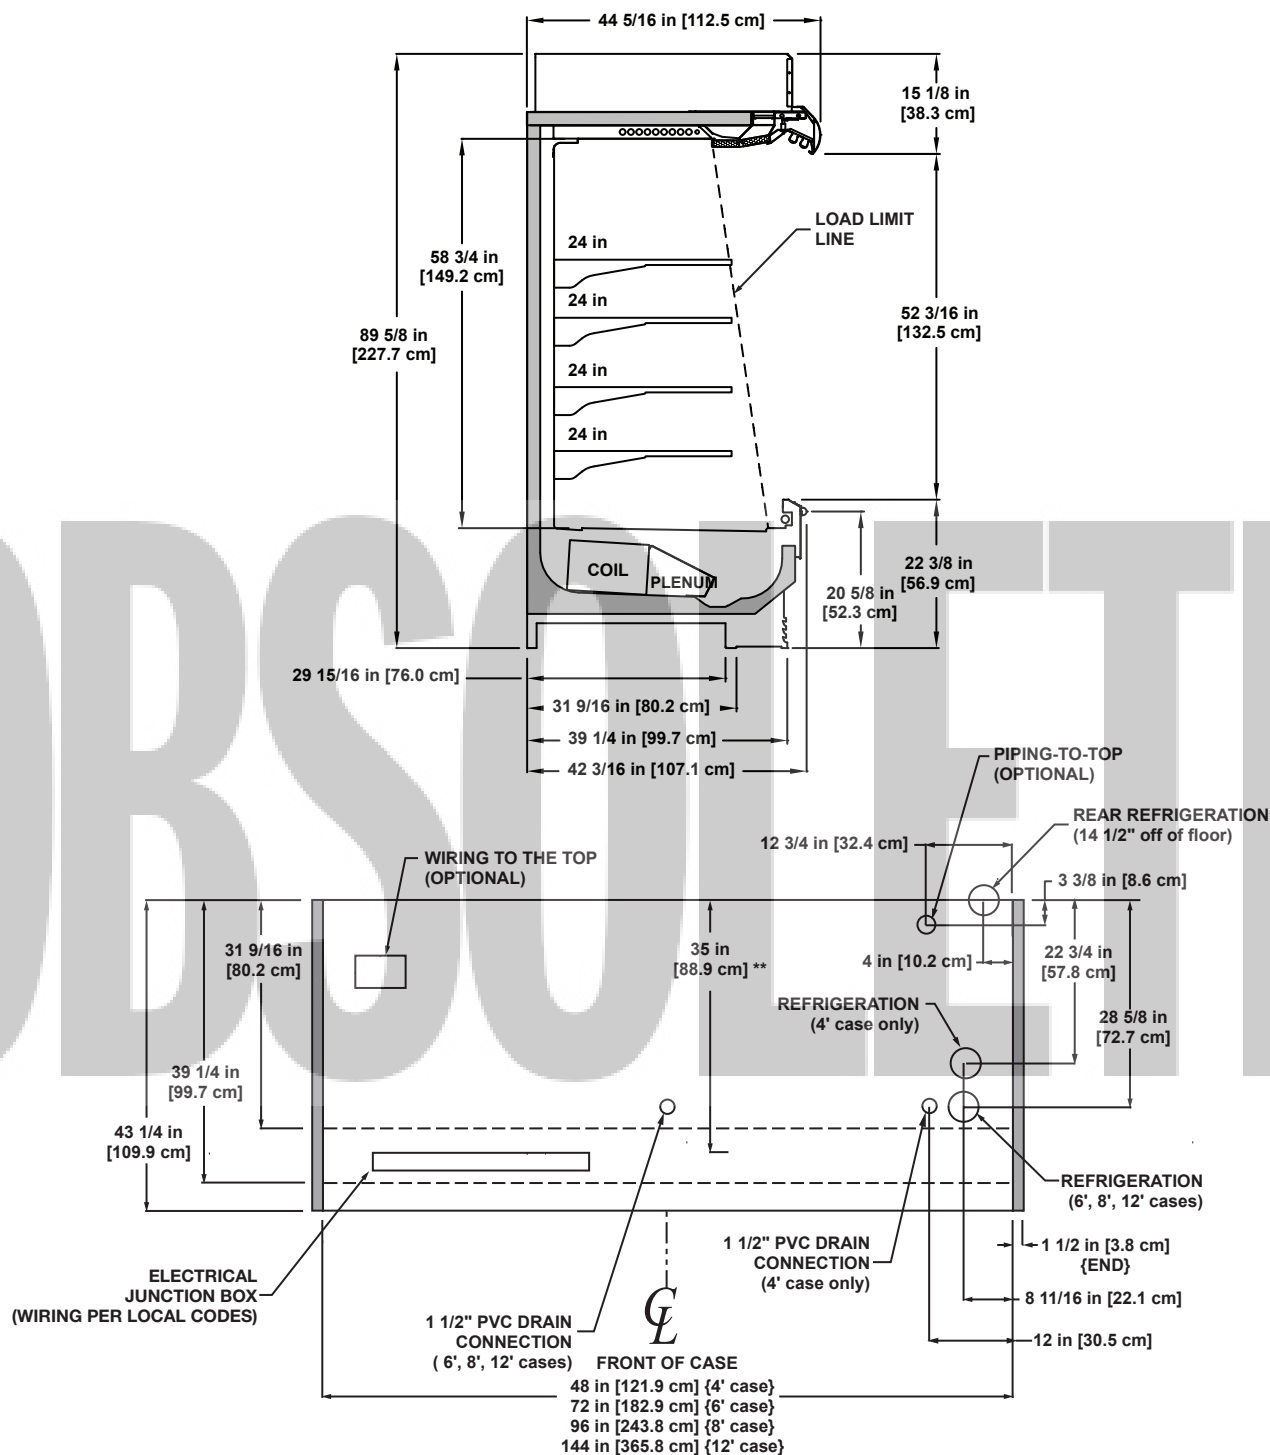 44 5/16 in [112.5 cm]
15 1/8 in
[38.3 cm]
LOAD LIMIT
LINE
24 in
58 3/4 in
[149.2 cm]
24 in
52 3/16 in
[132.5 cm]
89 5/8 in
[227.7 cm]
24 in
24 in
OBSOLETE
COIL
PLENUM
22 3/8 in
[56.9 cm]
20 5/8 in
[52.3 cm]
29 15/16 in [76.0 cm]
31 9/16 in [80.2 cm]
39 1/4 in [99.7 cm]
42 3/16 in [107.1 cm]
PIPING-TO-TOP
(OPTIONAL)
REAR REFRIGERATION
(14 1/2" off of floor)
12 3/4 in [32.4 cm]
WIRING TO THE TOP
(OPTIONAL)
3 3/8 in [8.6 cm]
31 9/16 in
[80.2 cm]
35 in
[88.9 cm] **
4 in [10.2 cm]
22 3/4 in
[57.8 cm]
REFRIGERATION
(4' case only)
28 5/8 in
[72.7 cm]
39 1/4 in
[99.7 cm]
43 1/4 in
[109.9 cm]
REFRIGERATION
(6', 8', 12' cases)
1 1/2" PVC DRAIN
CONNECTION
(4' case only)
1 1/2 in [3.8 cm]
{END}
ELECTRICAL
JUNCTION BOX
(WIRING PER LOCAL CODES)
8 11/16 in [22.1 cm]
1 1/2" PVC DRAIN
CONNECTION
( 6', 8', 12' cases)
CL
12 in [30.5 cm]
FRONT OF CASE
48 in [121.9 cm] {4' case}
72 in [182.9 cm] {6' case}
96 in [243.8 cm] {8' case}
144 in [365.8 cm] {12' case}